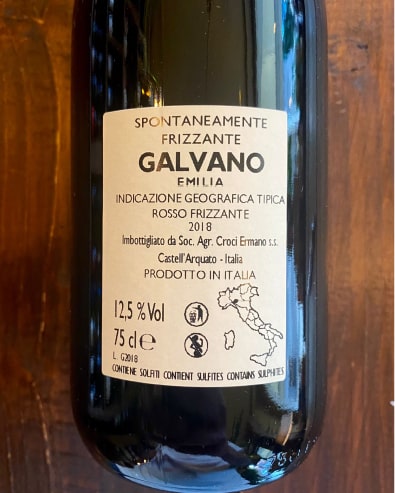 SPONTANEAMENTE
FRIZZANTE
GALVANO
EMILIA
INDICAZIONE GEOGRAFICA TIPICA
ROSSO FRIZZANTE
2018
Imbottigliato da Soc. Agr. Croci Ermano s.s.
Castell'Arquato - Italia
PRODOTTO IN ITALIA
12,5 % Vol
75 cl e
L. G2018
CONTIENE SOLFITI CONTIENT SULFITES CONTAINS SULPHITES